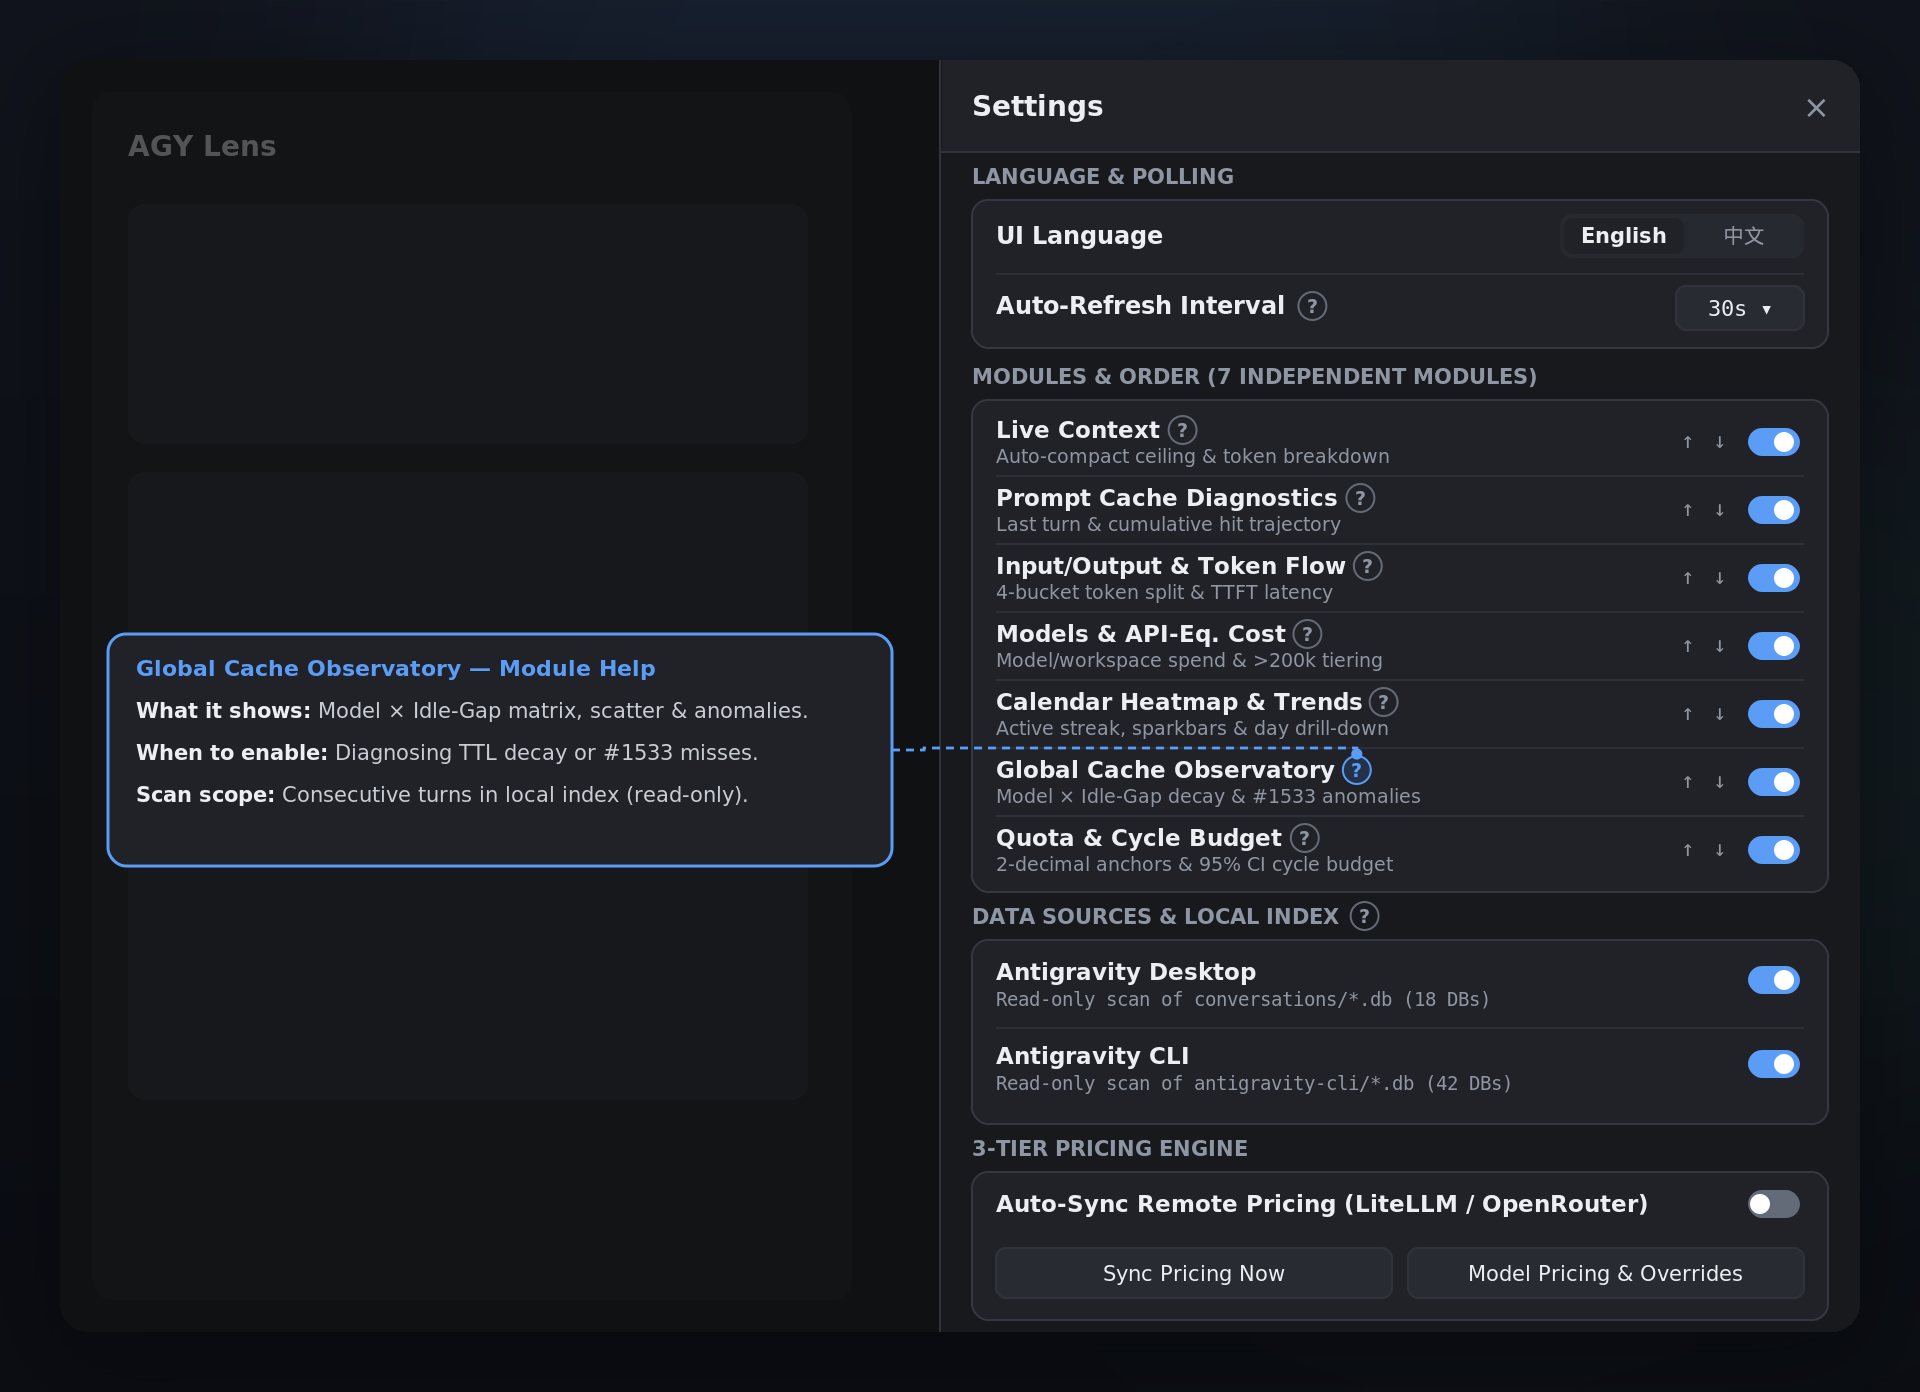 AGY Lens
Global Cache Observatory — Module Help
What it shows: Model × Idle-Gap matrix, scatter & anomalies.
When to enable: Diagnosing TTL decay or #1533 misses.
Scan scope: Consecutive turns in local index (read-only).
Settings ×
LANGUAGE & POLLING
UI Language English 中文
Auto-Refresh Interval ? 30s ▾
MODULES & ORDER (7 INDEPENDENT MODULES)
Live Context ? ↑ ↓
Auto-compact ceiling & token breakdown
Prompt Cache Diagnostics ? ↑ ↓
Last turn & cumulative hit trajectory
Input/Output & Token Flow ? ↑ ↓
4-bucket token split & TTFT latency
Models & API-Eq. Cost ? ↑ ↓
Model/workspace spend & >200k tiering
Calendar Heatmap & Trends ? ↑ ↓
Active streak, sparkbars & day drill-down
Global Cache Observatory ? ↑ ↓
Model × Idle-Gap decay & #1533 anomalies
Quota & Cycle Budget ? ↑ ↓
2-decimal anchors & 95% CI cycle budget
DATA SOURCES & LOCAL INDEX ?
Antigravity Desktop
Read-only scan of conversations/*.db (18 DBs)
Antigravity CLI
Read-only scan of antigravity-cli/*.db (42 DBs)
3-TIER PRICING ENGINE
Auto-Sync Remote Pricing (LiteLLM / OpenRouter)
Sync Pricing Now Model Pricing & Overrides